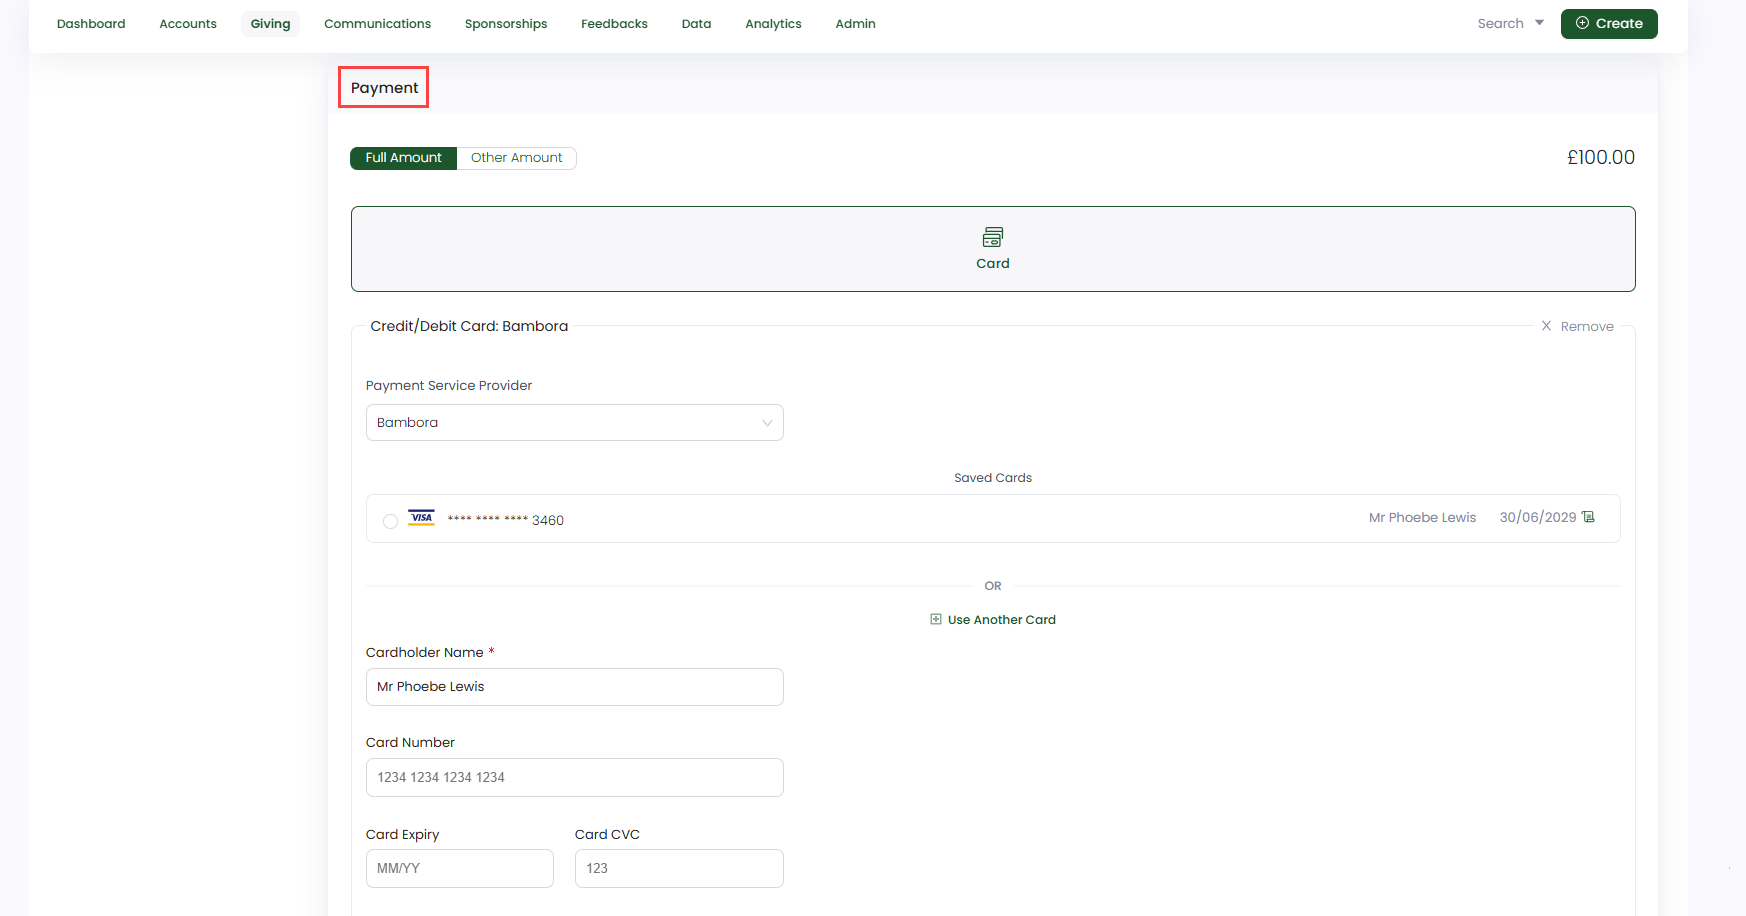 Dashboard Accounts Giving Communications Sponsorships Feedbacks Data Analytics Admin Search Create
Payment
Full Amount Other Amount £100.00
Card
Credit/Debit Card: Bambora Remove
Payment Service Provider
Bambora
Saved Cards
VISA **** **** **** 3460 Mr Phoebe Lewis 30/06/2029
OR
Use Another Card
Cardholder Name *
Mr Phoebe Lewis
Card Number
1234 1234 1234 1234
Card Expiry Card CVC
MM/YY 123